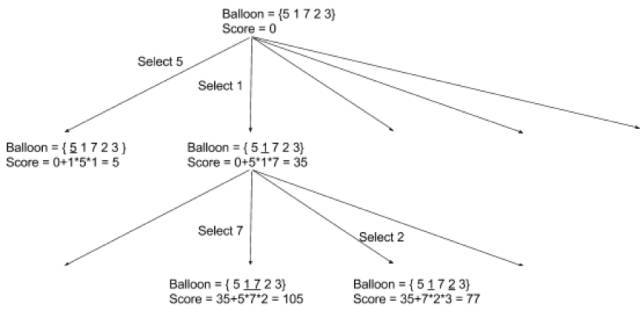 Balloon = {5 1 7 2 3}
Score = 0
Select 5
Select 1
Balloon = { 5 1 7 2 3 }
Score = 0+1*5*1 = 5
Balloon = { 5 1 7 2 3}
Score = 0+5*1*7 = 35
Select 7
Select 2
Balloon = { 5 1 7 2 3}
Score = 35+5*7*2 = 105
Balloon = { 5 1 7 2 3}
Score = 35+7*2*3 = 77